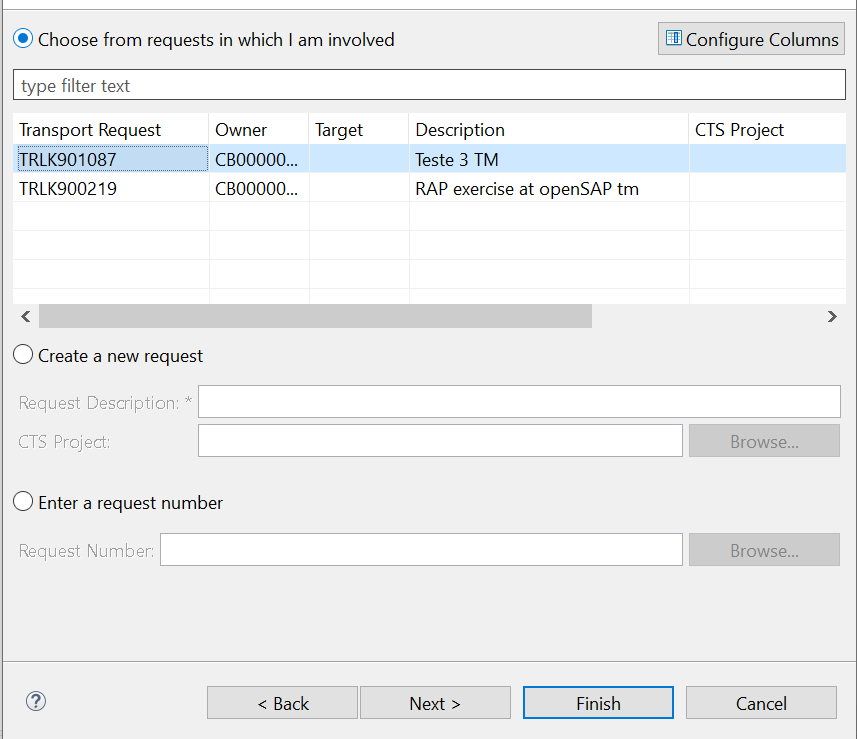 Choose from requests in which I am involved
Configure Columns
type filter text
Transport Request Owner Target Description CTS Project
TRLK901087 CB00000... Teste 3 TM
TRLK900219 CB00000... RAP exercise at openSAP tm
Create a new request
Request Description: *
CTS Project: Browse...
Enter a request number
Request Number: Browse...
? < Back Next > Finish Cancel